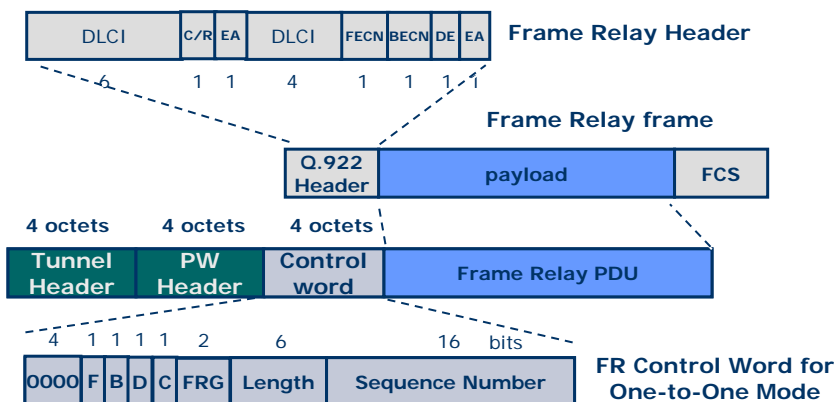 DLCI C/R EA DLCI FECN BECN DE EA Frame Relay Header
6 1 1 4 1 1 1 1
Frame Relay frame
Q.922 Header payload FCS
4 octets 4 octets 4 octets
Tunnel Header PW Header Control word Frame Relay PDU
4 1 1 1 1 2 6 16 bits
0000 F B D C FRG Length Sequence Number
FR Control Word for
One-to-One Mode